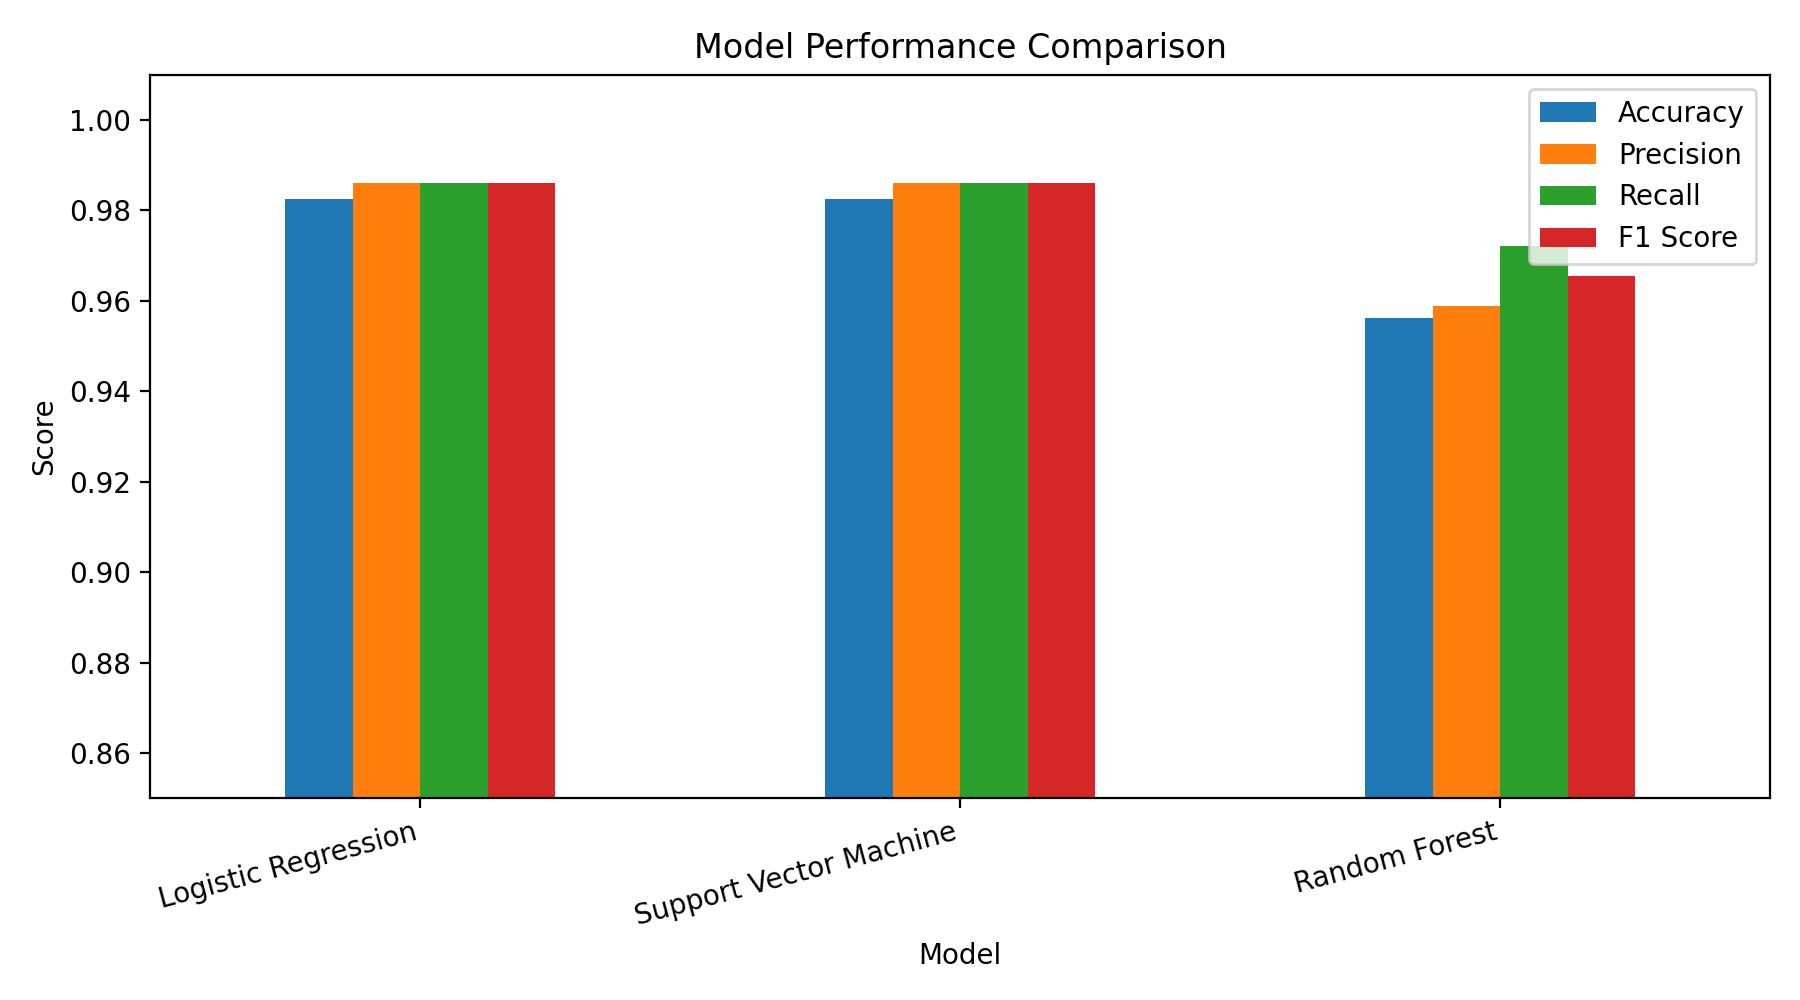 Model Performance Comparison
1.00
0.98
0.96
0.94
0.92
0.90
0.88
0.86
Score
Accuracy
Precision
Recall
F1 Score
Logistic Regression
Support Vector Machine
Random Forest
Model